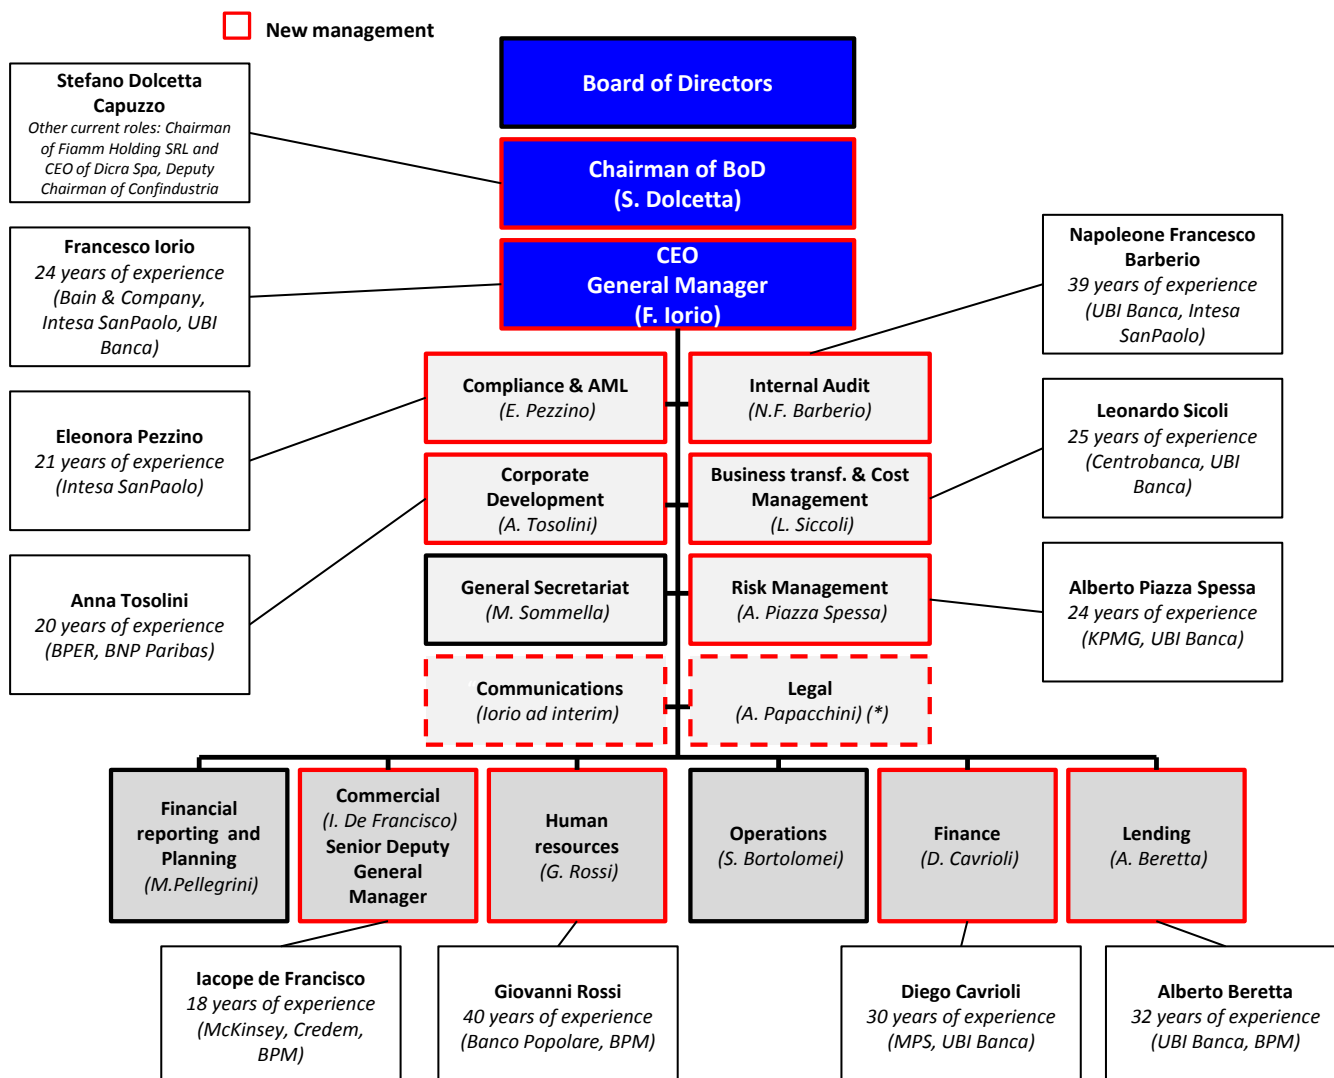 New management
Board of Directors
Stefano Dolcetta
Capuzzo
Other current roles: Chairman
of Fiamm Holding SRL and
CEO of Dicra Spa, Deputy
Chairman of Confindustria
Chairman of BoD
(S. Dolcetta)
Francesco Iorio
24 years of experience
(Bain & Company,
Intesa SanPaolo, UBI
Banca)
CEO
General Manager
(F. Iorio)
Napoleone Francesco
Barberio
39 years of experience
(UBI Banca, Intesa
SanPaolo)
Compliance & AML
(E. Pezzino)
Internal Audit
(N.F. Barberio)
Eleonora Pezzino
21 years of experience
(Intesa SanPaolo)
Leonardo Sicoli
25 years of experience
(Centrobanca, UBI
Banca)
Corporate
Development
(A. Tosolini)
Business transf. & Cost
Management
(L. Siccoli)
General Secretariat
(M. Sommella)
Risk Management
(A. Piazza Spessa)
Anna Tosolini
20 years of experience
(BPER, BNP Paribas)
Alberto Piazza Spessa
24 years of experience
(KPMG, UBI Banca)
Communications
(Iorio ad interim)
Legal
(A. Papacchini) (*)
Financial
reporting and
Planning
(M.Pellegrini)
Commercial
(I. De Francisco)
Senior Deputy
General
Manager
Human
resources
(G. Rossi)
Operations
(S. Bortolomei)
Finance
(D. Cavrioli)
Lending
(A. Beretta)
Iacope de Francisco
18 years of experience
(McKinsey, Credem,
BPM)
Giovanni Rossi
40 years of experience
(Banco Popolare, BPM)
Diego Cavrioli
30 years of experience
(MPS, UBI Banca)
Alberto Beretta
32 years of experience
(UBI Banca, BPM)